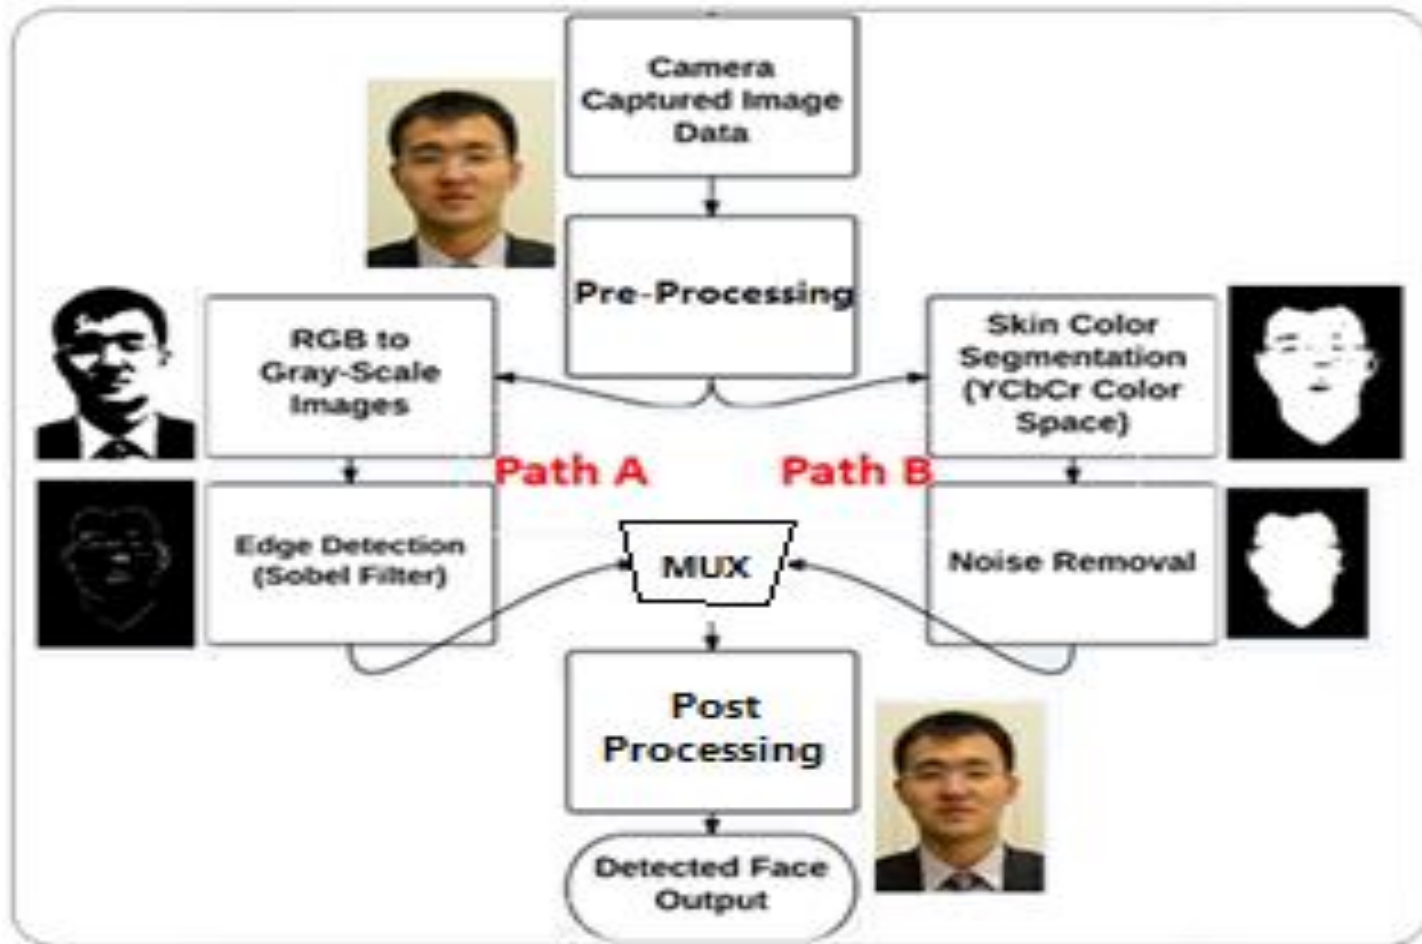 Camera
Captured Image
Data
Pre-Processing
RGB to
Gray-Scale
Images
Skin Color
Segmentation
(YCbCr Color
Space)
Path A
Path B
Edge Detection
(Sobel Filter)
MUX
Noise Removal
Post
Processing
Detected Face
Output